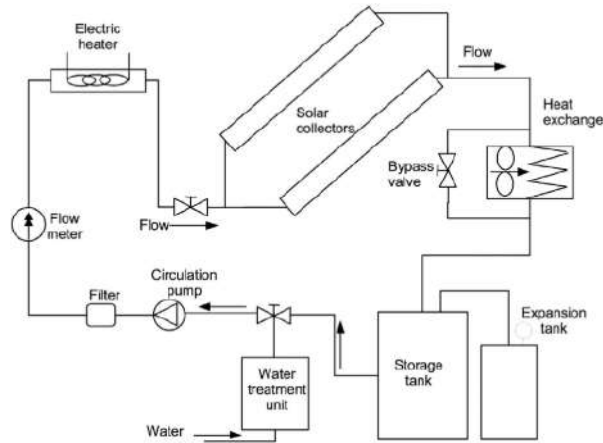 Electric
heater
Flow
Heat
exchange
Solar
collectors
Bypass
valve
Flow
meter
Flow
Circulation
pump
Filter
Expansion
tank
Storage
tank
Water
treatment
unit
Water